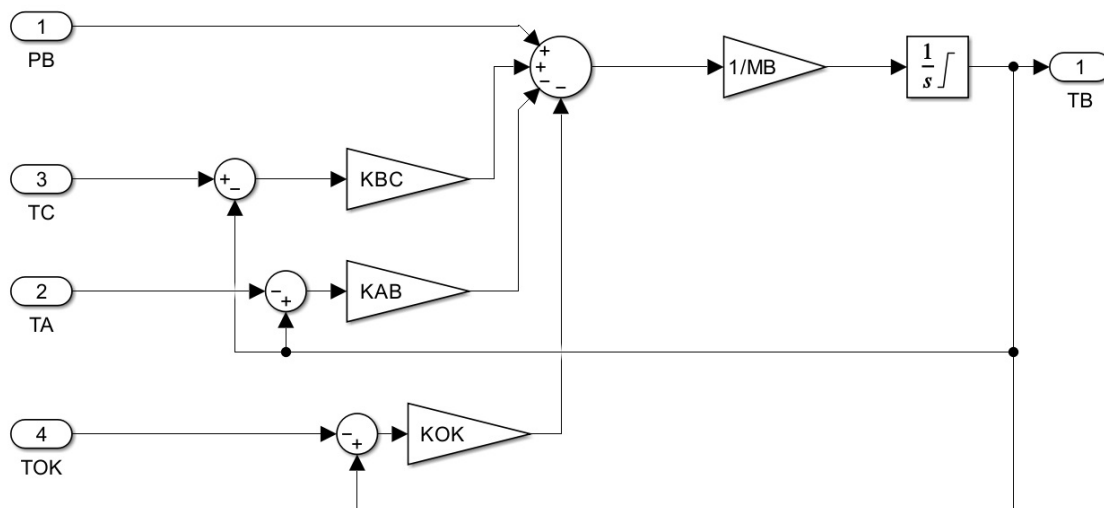 1
PB
+
+
−
−
1/MB
1
s
1
TB
3
TC
+
−
KBC
2
TA
−
+
KAB
4
TOK
−
+
KOK